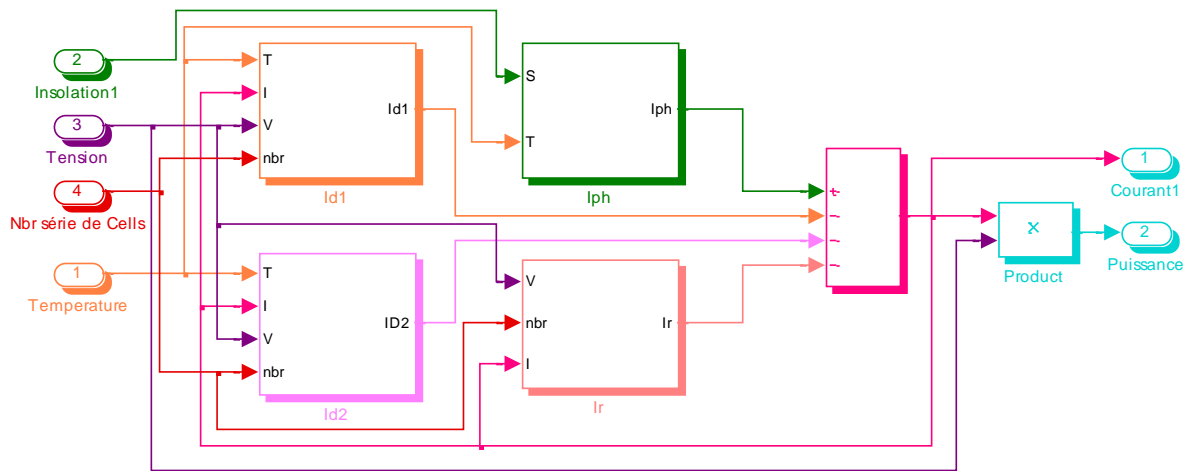 2
Insolation1
3
Tension
4
Nbr série de Cells
1
Temperature
T
I
V
nbr
Id1
Id1
S
T
Iph
Iph
T
I
V
nbr
ID2
Id2
V
nbr
I
Ir
Ir
+
-
-
-
×
Product
1
Courant1
2
Puissance